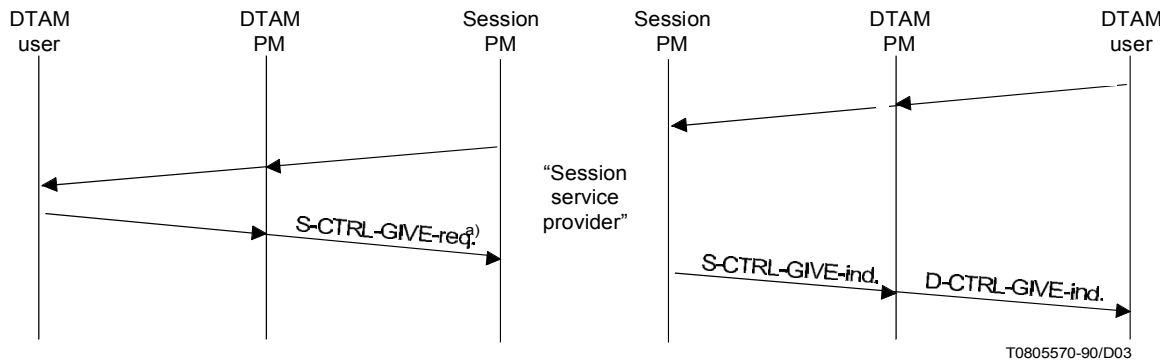 DTAM user
DTAM PM
Session PM
Session PM
DTAM PM
DTAM user
“Session
service
provider”
S-CTRL-GIVE-req.a)
S-CTRL-GIVE-ind.
D-CTRL-GIVE-ind.
T0805570-90/D03